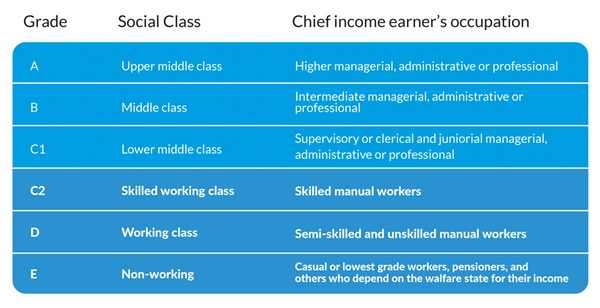 Grade Social Class Chief income earner's occupation
A Upper middle class Higher managerial, administrative or professional
B Middle class Intermediate managerial, administrative or
professional
C1 Lower middle class Supervisory or clerical and juniorial managerial,
administrative or professional
C2 Skilled working class Skilled manual workers
D Working class Semi-skilled and unskilled manual workers
E Non-working Casual or lowest grade workers, pensioners, and
others who depend on the welfare state for their income